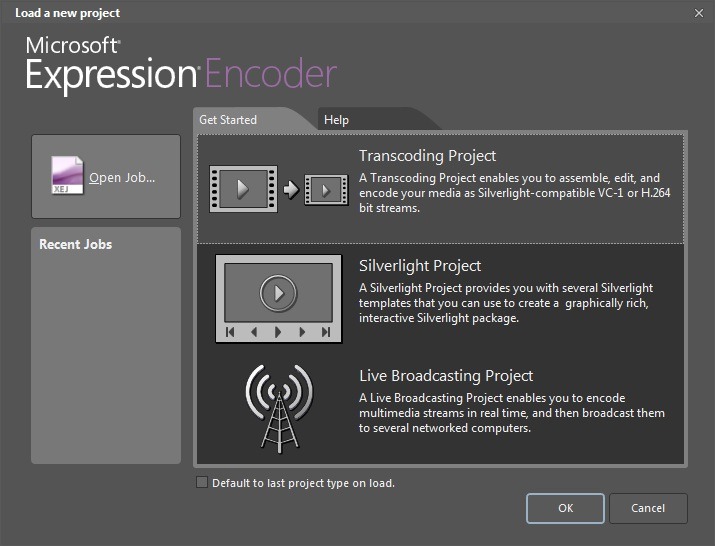 Load a new project
Microsoft®
Expression® Encoder
Get Started
Help
XEJ
Open Job...
Recent Jobs
Transcoding Project
A Transcoding Project enables you to assemble, edit, and
encode your media as Silverlight-compatible VC-1 or H.264
bit streams.
Silverlight Project
A Silverlight Project provides you with several Silverlight
templates that you can use to create a  graphically rich,
interactive Silverlight package.
Live Broadcasting Project
A Live Broadcasting Project enables you to encode
multimedia streams in real time, and then broadcast them
to several networked computers.
Default to last project type on load.
OK
Cancel